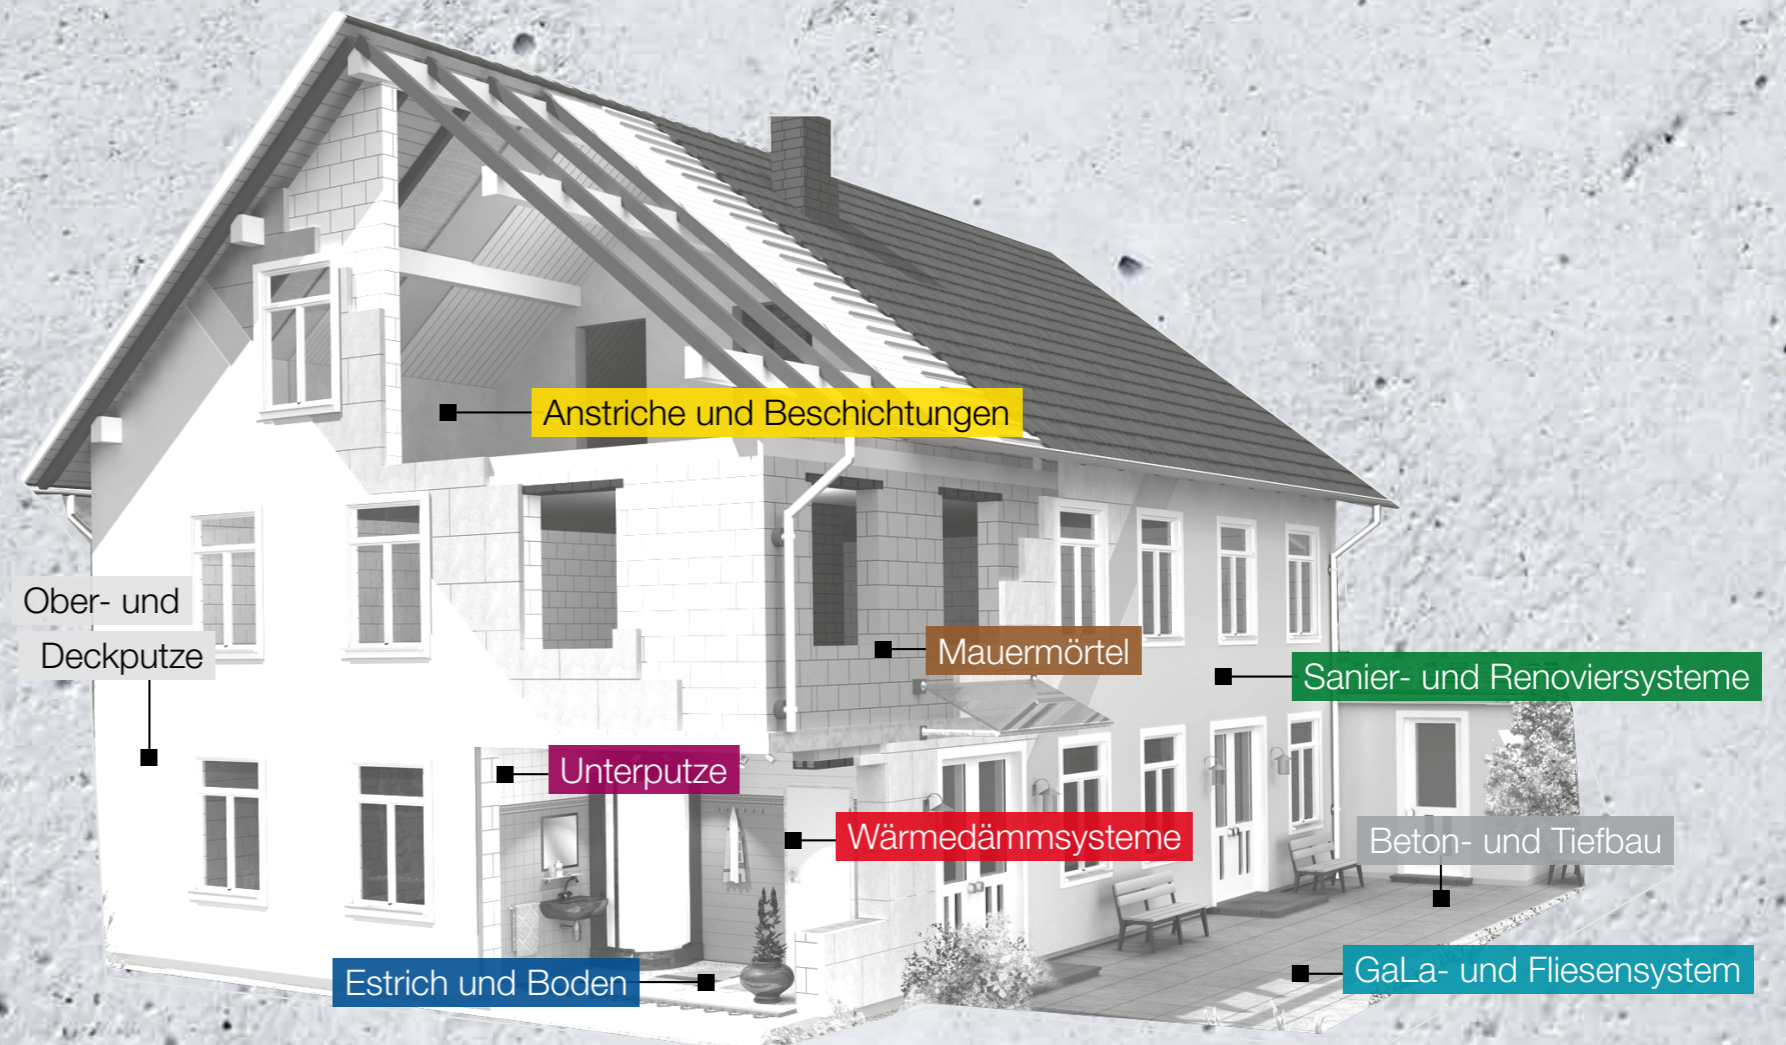 Anstriche und Beschichtungen
Ober- und
Deckputze
Mauermörtel
Sanier- und Renoviersysteme
Unterputze
Wärmedämmsysteme
Beton- und Tiefbau
Estrich und Boden
GaLa- und Fliesensystem